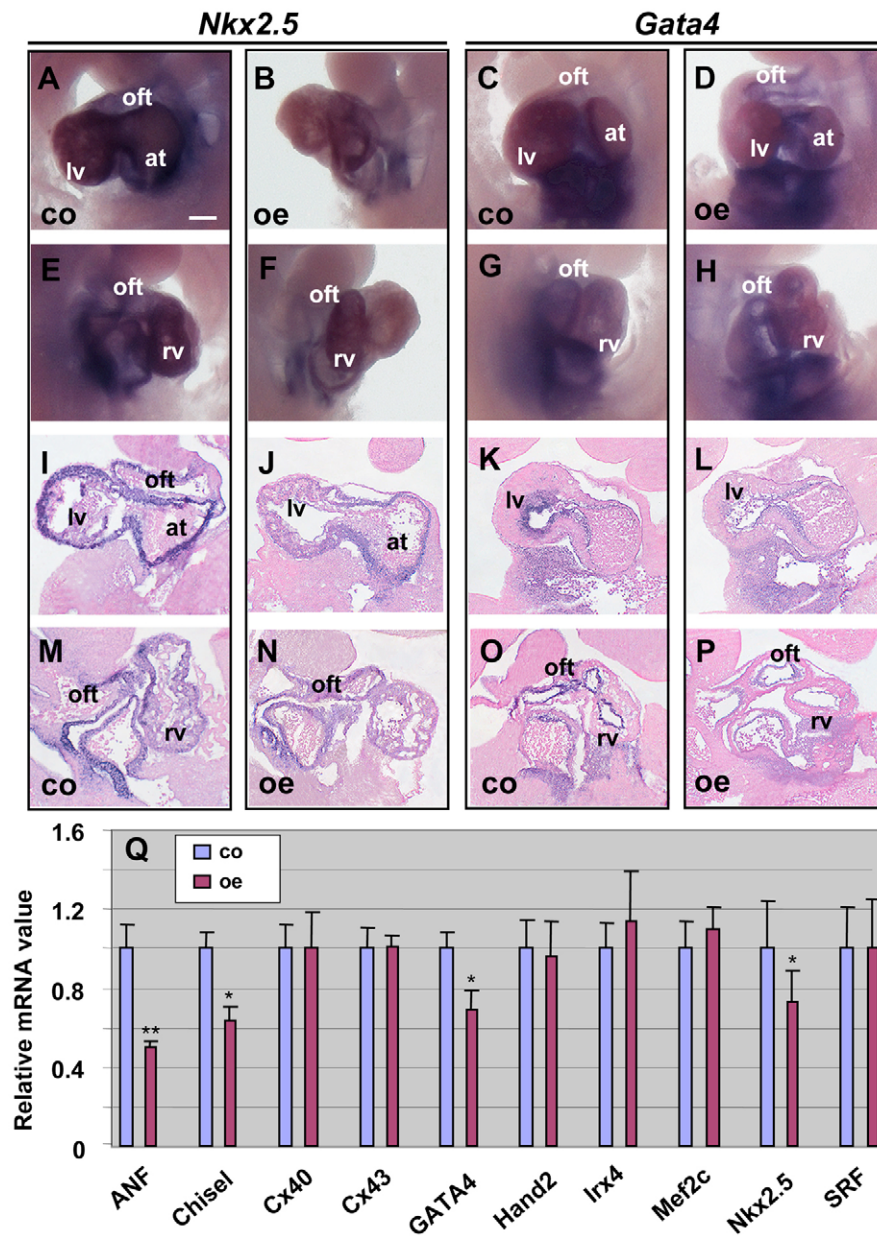 Nkx2.5 Gata4
A oft lv at co
B oe
C oft lv at co
D oft lv at oe
E oft rv
F oft rv
G oft rv
H oft rv
I oft lv at
J lv at
K lv
L lv
M oft rv co
N oft oe
O oft rv co
P oft rv oe
Q
co
oe
Relative mRNA value
1.6
1.2
0.8
0.4
0
** * * *
ANF Chisel Cx40 Cx43 GATA4 Hand2 Irx4 Mef2c Nkx2.5 SRF